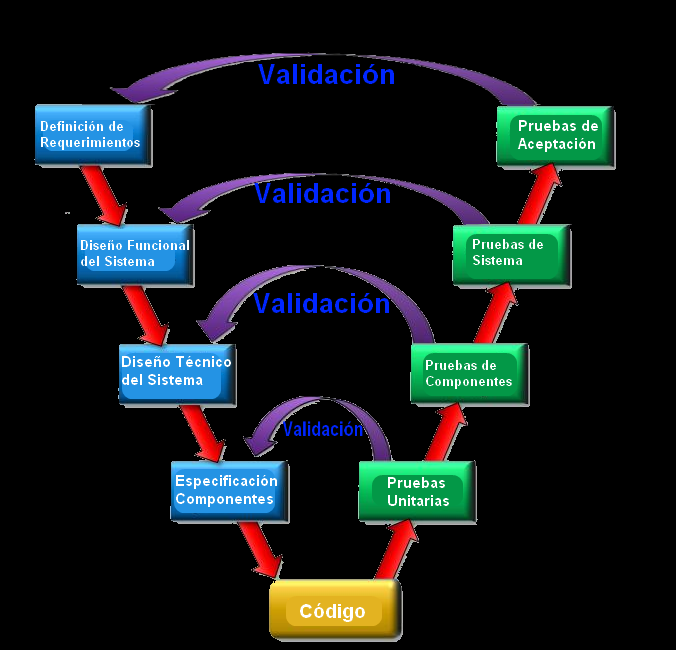 Validación
Definición de
Requerimientos
Pruebas de
Aceptación
Validación
Diseño Funcional
del Sistema
Pruebas de
Sistema
Validación
Diseño Técnico
del Sistema
Pruebas de
Componentes
Validación
Especificación
Componentes
Pruebas
Unitarias
Código